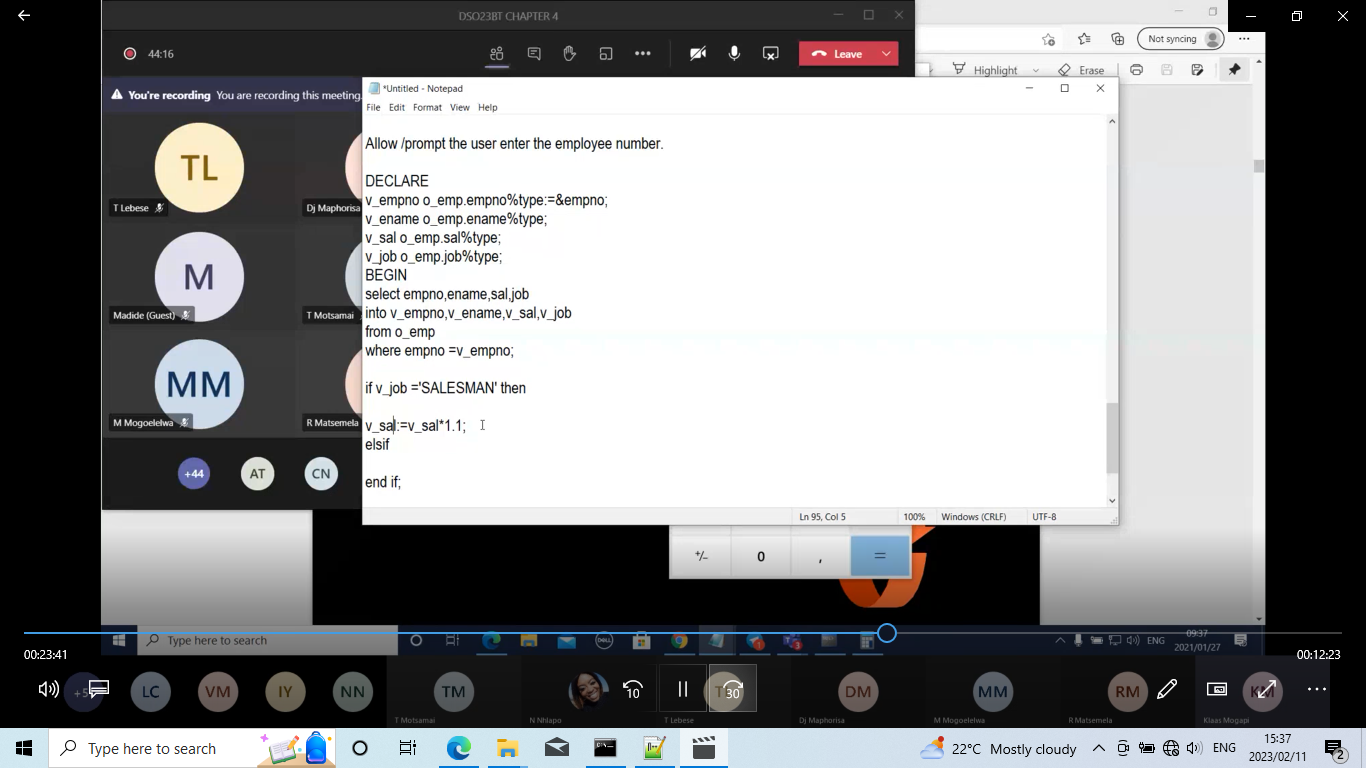 DSO23BT CHAPTER 4
44:16
Leave
Not syncing
Highlight
Erase
You're recording You are recording this meeting.
*Untitled - Notepad
File Edit Format View Help
TL
T Lebese
Dj Maphorisa
M
Madide (Guest)
T Motsamai
MM
M Mogoelelwa
R Matsemela
+44
AT
CN
Allow /prompt the user enter the employee number.
DECLARE
v_empno o_emp.empno%type:=&empno;
v_ename o_emp.ename%type;
v_sal o_emp.sal%type;
v_job o_emp.job%type;
BEGIN
select empno,ename,sal,job
into v_empno,v_ename,v_sal,v_job
from o_emp
where empno =v_empno;
if v_job ='SALESMAN' then
v_sal:=v_sal*1.1;
elsif
end if;
Ln 95, Col 5
100%
Windows (CRLF)
UTF-8
+/- 0 , =
Type here to search
DELL
ENG
09:37
2021/01/27
00:23:41
00:12:23
LC
VM
IY
NN
TM
T Motsamai
N Nhlapo
10
30
T Lebese
DM
Dj Maphorisa
MM
M Mogoelelwa
RM
R Matsemela
KM
Klaas Mogapi
Type here to search
22°C Mostly cloudy
ENG
15:37
2023/02/11
2